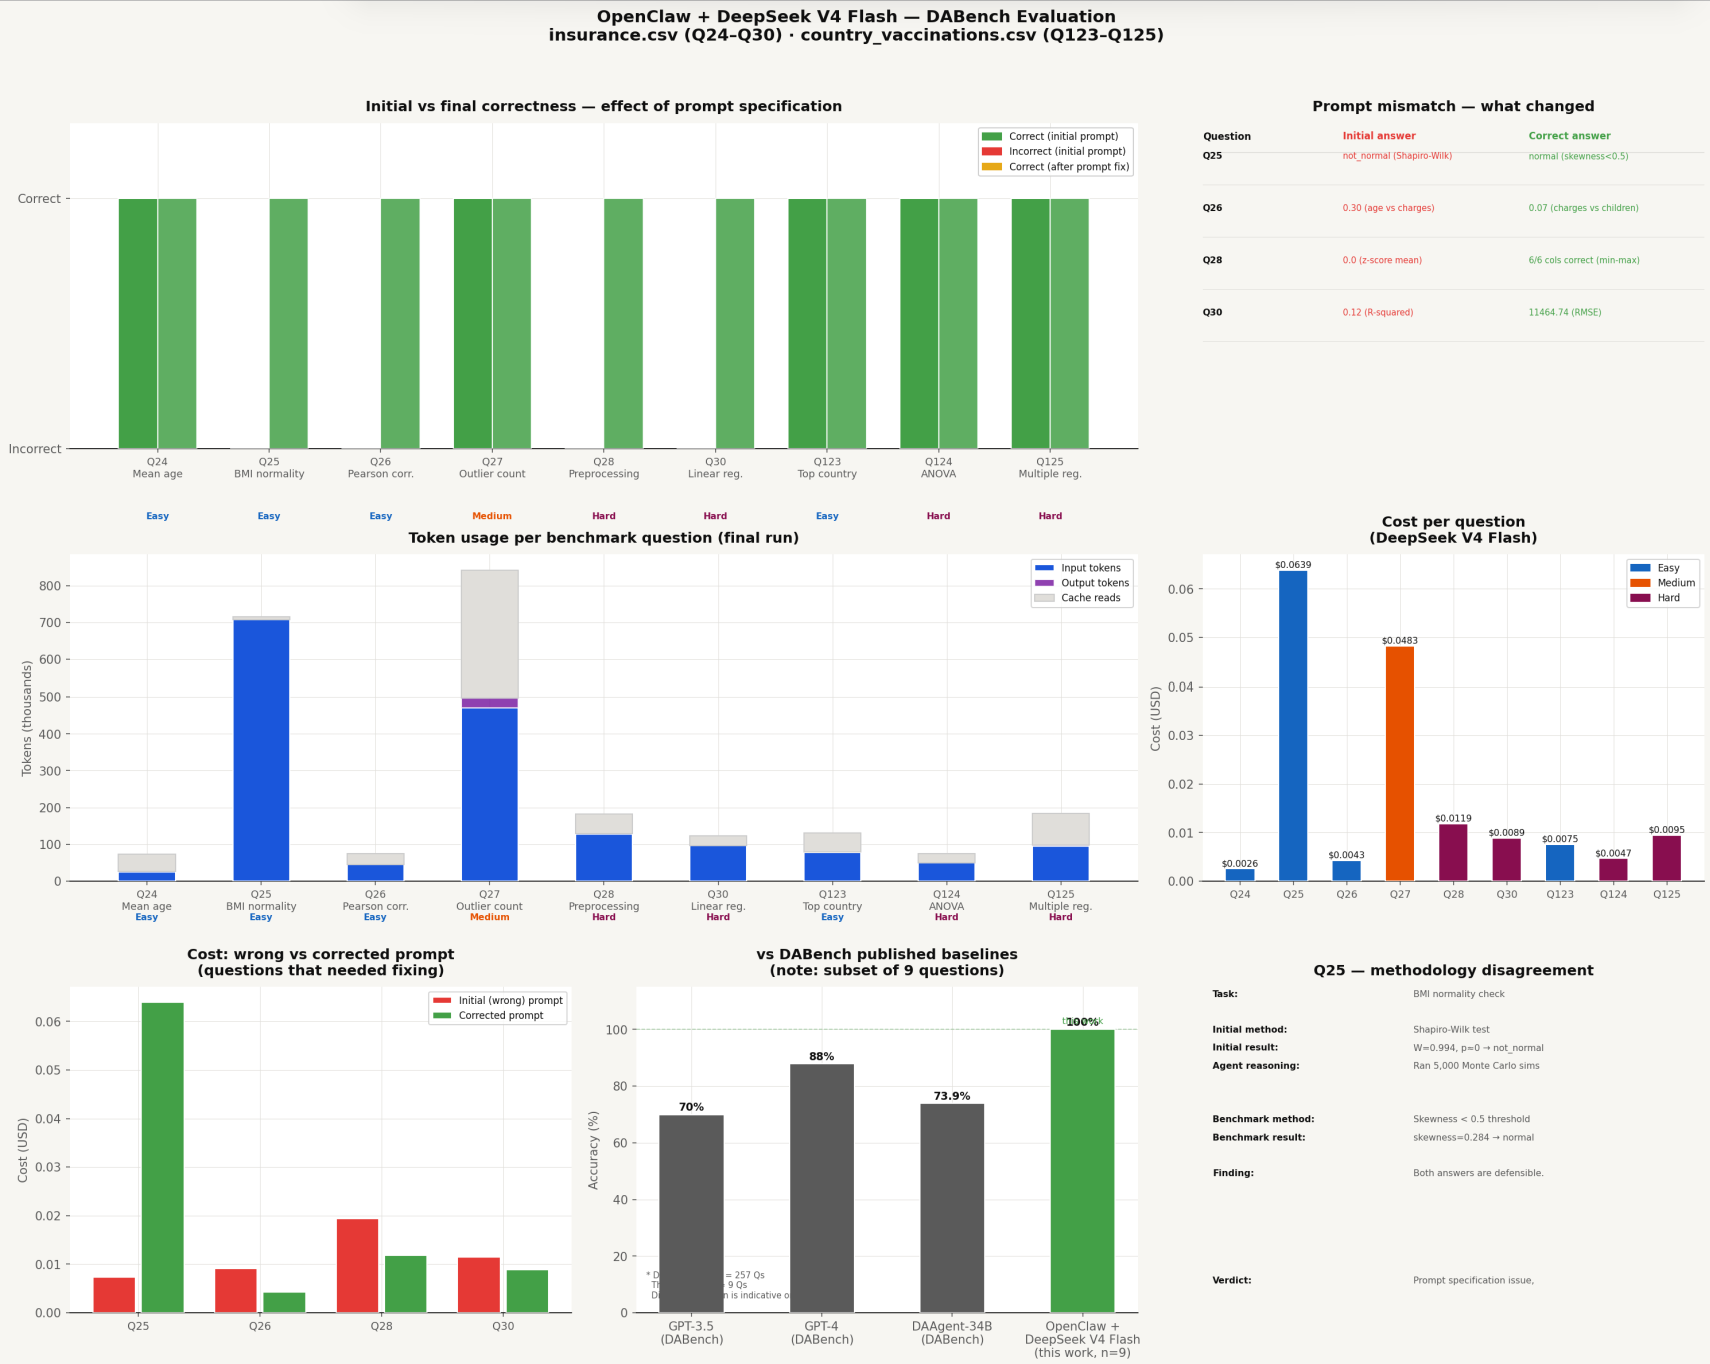 OpenClaw + DeepSeek V4 Flash — DABench Evaluation
insurance.csv (Q24–Q30) · country_vaccinations.csv (Q123–Q125)
Initial vs final correctness — effect of prompt specification
Correct (initial prompt)
Incorrect (initial prompt)
Correct (after prompt fix)
Correct
Incorrect
Q24 Q25 Q26 Q27 Q28 Q30 Q123 Q124 Q125
Mean age BMI normality Pearson corr. Outlier count Preprocessing Linear reg. Top country ANOVA Multiple reg.
Easy Easy Easy Medium Hard Hard Easy Hard Hard
Prompt mismatch — what changed
Question Initial answer Correct answer
Q25 not_normal (Shapiro-Wilk) normal (skewness<0.5)
Q26 0.30 (age vs charges) 0.07 (charges vs children)
Q28 0.0 (z-score mean) 6/6 cols correct (min-max)
Q30 0.12 (R-squared) 11464.74 (RMSE)
Token usage per benchmark question (final run)
Input tokens
Output tokens
Cache reads
Tokens (thousands)
800
700
600
500
400
300
200
100
0
Q24 Q25 Q26 Q27 Q28 Q30 Q123 Q124 Q125
Mean age BMI normality Pearson corr. Outlier count Preprocessing Linear reg. Top country ANOVA Multiple reg.
Easy Easy Easy Medium Hard Hard Easy Hard Hard
Cost per question
(DeepSeek V4 Flash)
Easy
Medium
Hard
Cost (USD)
0.06
0.05
0.04
0.03
0.02
0.01
0.00
$0.0026 $0.0639 $0.0043 $0.0483 $0.0119 $0.0089 $0.0075 $0.0047 $0.0095
Q24 Q25 Q26 Q27 Q28 Q30 Q123 Q124 Q125
Cost: wrong vs corrected prompt
(questions that needed fixing)
Initial (wrong) prompt
Corrected prompt
Cost (USD)
0.06
0.05
0.04
0.03
0.02
0.01
0.00
Q25 Q26 Q28 Q30
vs DABench published baselines
(note: subset of 9 questions)
Accuracy (%)
100
80
60
40
20
0
70% 88% 73.9% 100%
= 257 Qs
9 Qs
is indicative
GPT-3.5 GPT-4 DAAgent-34B OpenClaw +
(DABench) (DABench) (DABench) DeepSeek V4 Flash
(this work, n=9)
Q25 — methodology disagreement
Task: BMI normality check
Initial method: Shapiro-Wilk test
Initial result: W=0.994, p≈0 → not_normal
Agent reasoning: Ran 5,000 Monte Carlo sims
Benchmark method: Skewness < 0.5 threshold
Benchmark result: skewness=0.284 → normal
Finding: Both answers are defensible.
Verdict: Prompt specification issue,